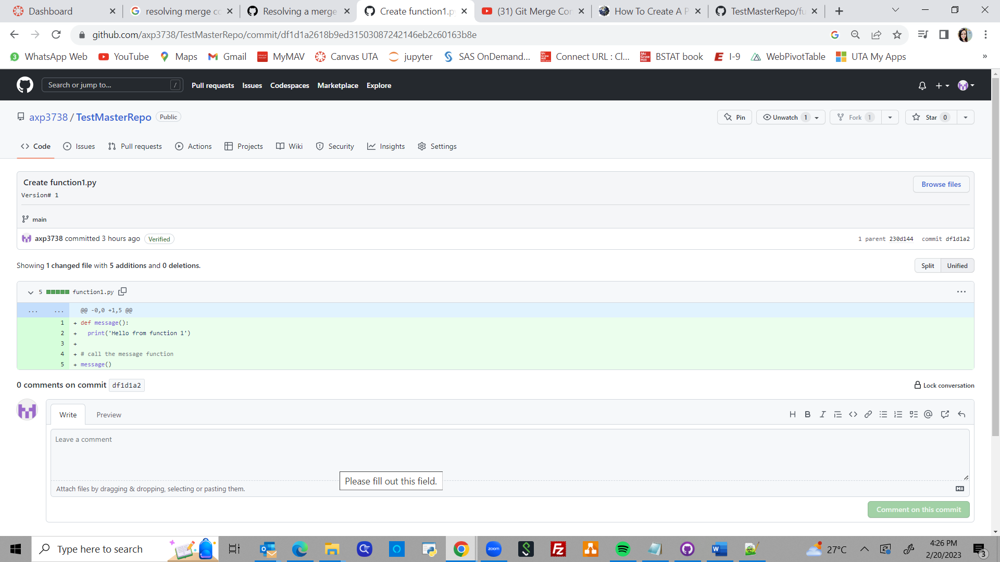 Dashboard
resolving merge co
Resolving a merge
Create function1.p
(31) Git Merge Con
How To Create A P
TestMasterRepo/fu
github.com/axp3738/TestMasterRepo/commit/df1d1a2618b9ed31503087242146eb2c60163b8e
WhatsApp Web YouTube Maps Gmail MyMAV Canvas UTA jupyter SAS OnDemand... Connect URL : Cl... BSTAT book I-9 WebPivotTable UTA My Apps »
Search or jump to... / Pull requests Issues Codespaces Marketplace Explore
axp3738 / TestMasterRepo Public Pin Unwatch 1 Fork 1 Star 0
Code Issues Pull requests Actions Projects Wiki Security Insights Settings
Create function1.py Browse files
Version# 1
main
axp3738 committed 3 hours ago Verified 1 parent 230d144 commit df1d1a2
Showing 1 changed file with 5 additions and 0 deletions. Split Unified
5 function1.py ...
... ... @@ -0,0 +1,5 @@
1 + def message():
2 + print('Hello from function 1')
3 +
4 + # call the message function
5 + message()
0 comments on commit df1d1a2 Lock conversation
Write Preview
Leave a comment
Please fill out this field.
Attach files by dragging & dropping, selecting or pasting them.
Comment on this commit
Type here to search zoom 27°C 4:26 PM
2/20/2023 3